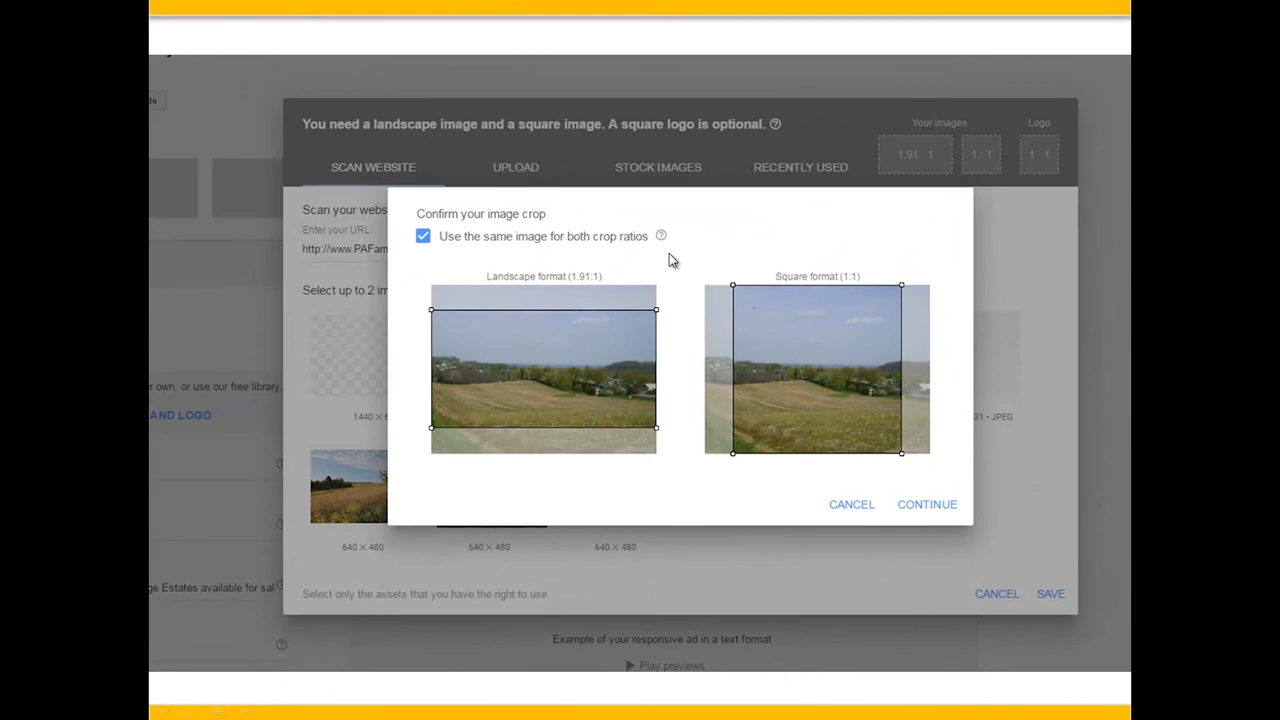 ds
You need a landscape image and a square image. A square logo is optional. ?
Your images
Logo
1.91 : 1
1 : 1
1 : 1
SCAN WEBSITE
UPLOAD
STOCK IMAGES
RECENTLY USED
Scan your webs
Enter your URL
http://www.PAFar
Select up to 2 im
Confirm your image crop
Use the same image for both crop ratios ?
Landscape format (1.91:1)
Square format (1:1)
our own, or use our free library
AND LOGO
1440 × 6
31 • JPEG
CANCEL
CONTINUE
640 × 480
640 × 480
640 × 480
ge Estates available for sal
Select only the assets that you have the right to use
CANCEL
SAVE
Example of your responsive ad in a text format
Play previews